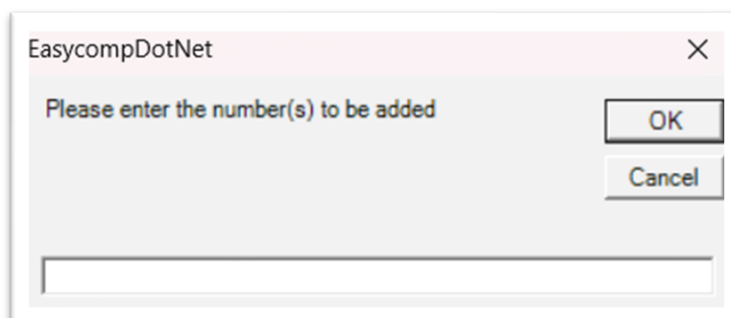 EasycompDotNet
Please enter the number(s) to be added
OK
Cancel